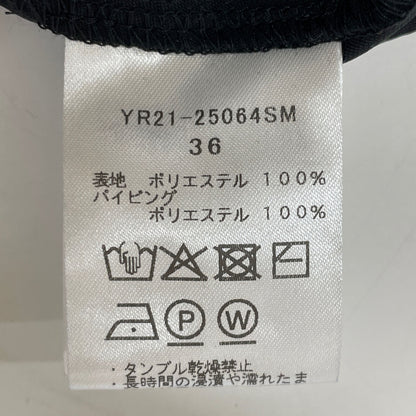 YR21-25064SM
36
表地 ポリエステル 100%
パイピング
ポリエステル 100%
P W
・タンブル乾燥禁止
・長時間の浸漬や濡れたま